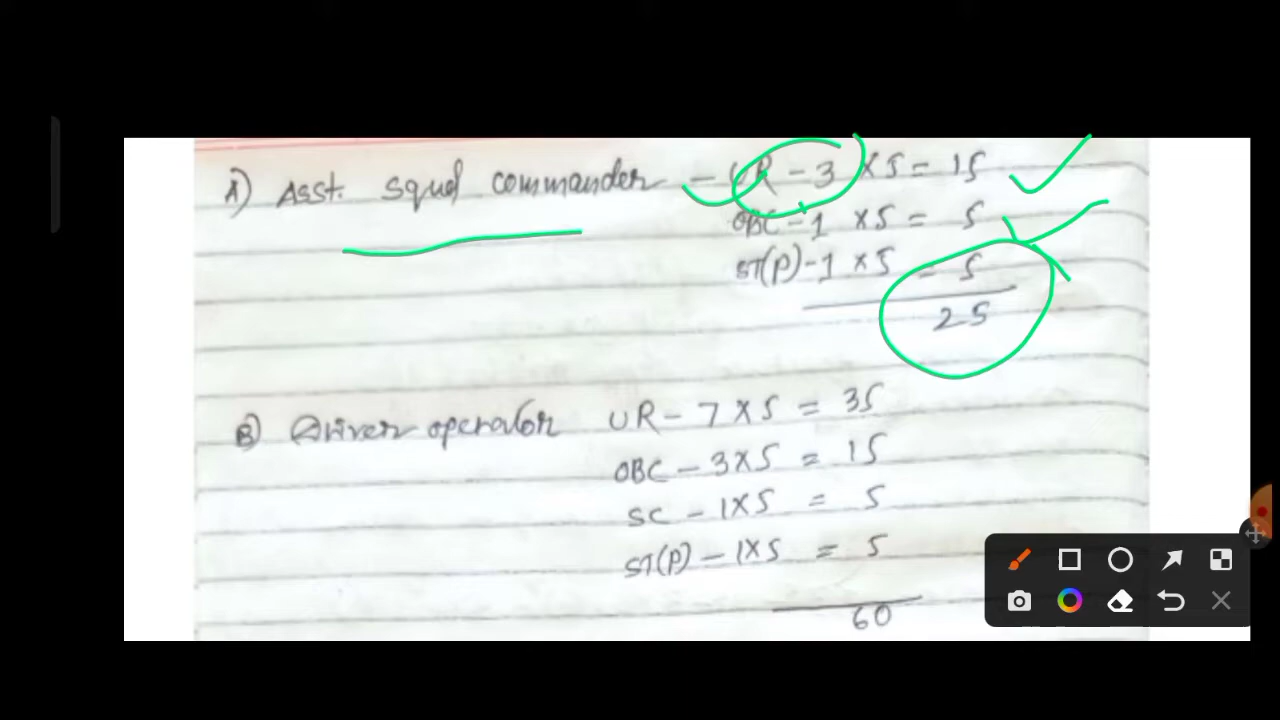 A) Asst. Squd commander - UR - 3 × 5 = 15
OBC - 1 × 5 = 5
ST(P) - 1 × 5 = 5
25
B) Driver operator UR - 7 × 5 = 35
OBC - 3 × 5 = 15
SC - 1 × 5 = 5
ST(P) - 1 × 5 = 5
60